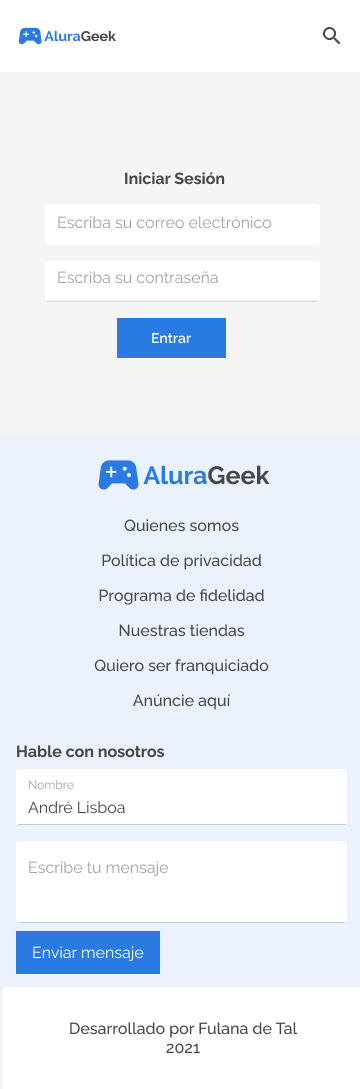 AluraGeek
Iniciar Sesión
Escriba su correo electrónico
Escriba su contraseña
Entrar
AluraGeek
Quienes somos
Política de privacidad
Programa de fidelidad
Nuestras tiendas
Quiero ser franquiciado
Anúncie aquí
Hable con nosotros
Nombre
André Lisboa
Escribe tu mensaje
Enviar mensaje
Desarrollado por Fulana de Tal
2021